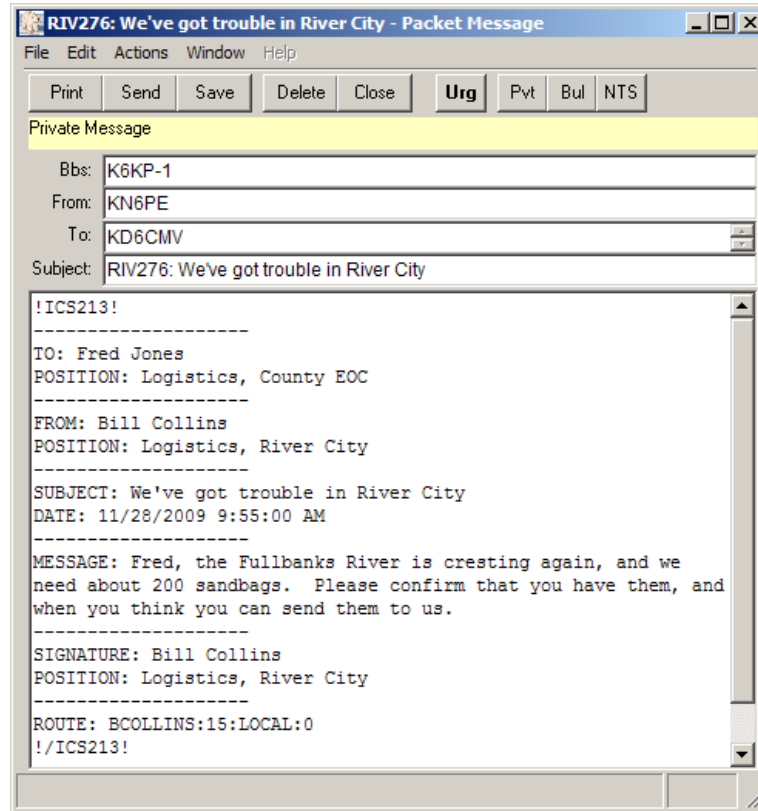 RIV276: We've got trouble in River City - Packet Message
File Edit Actions Window Help
Print Send Save Delete Close Urg Pvt Bul NTS
Private Message
Bbs: K6KP-1
From: KN6PE
To: KD6CMV
Subject: RIV276: We've got trouble in River City
!ICS213!
--------------------
TO: Fred Jones
POSITION: Logistics, County EOC
--------------------
FROM: Bill Collins
POSITION: Logistics, River City
--------------------
SUBJECT: We've got trouble in River City
DATE: 11/28/2009 9:55:00 AM
--------------------
MESSAGE: Fred, the Fullbanks River is cresting again, and we
need about 200 sandbags.  Please confirm that you have them, and
when you think you can send them to us.
--------------------
SIGNATURE: Bill Collins
POSITION: Logistics, River City
--------------------
ROUTE: BCOLLINS:15:LOCAL:0
!/ICS213!